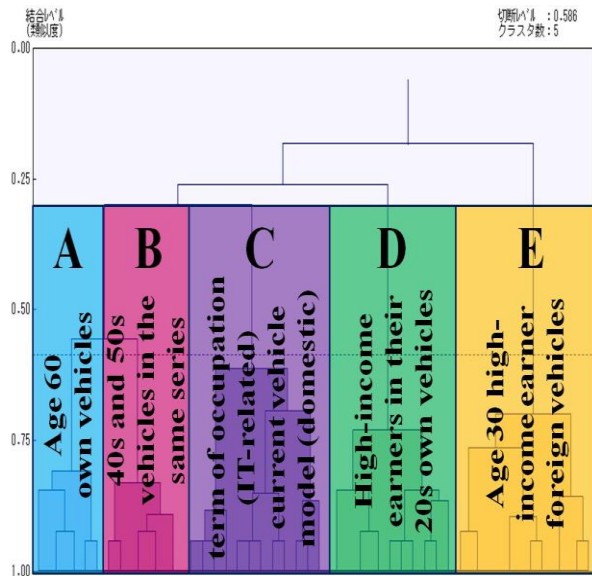 結合レベル
(類似度)
切断レベル :0.586
クラスタ数:5
0.00
0.25
0.50
0.75
1.00
A
Age 60
own vehicles
B
40s and 50s
vehicles in the
same series
C
term of occupation
(IT-related)
current vehicle
model (domestic)
D
High-income
earners in their
20s own vehicles
E
Age 30 high-
income earner
foreign vehicles